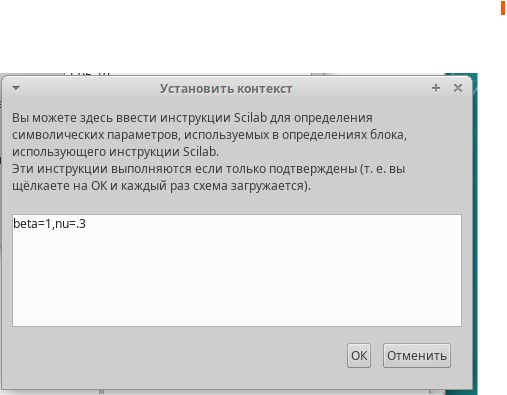 Установить контекст
Вы можете здесь ввести инструкции Scilab для определения
символических параметров, используемых в определениях блока,
использующего инструкции Scilab.
Эти инструкции выполняются если только подтверждены (т. е. вы
щёлкаете на ОК и каждый раз схема загружается).
beta=1,nu=.3
ОК Отменить